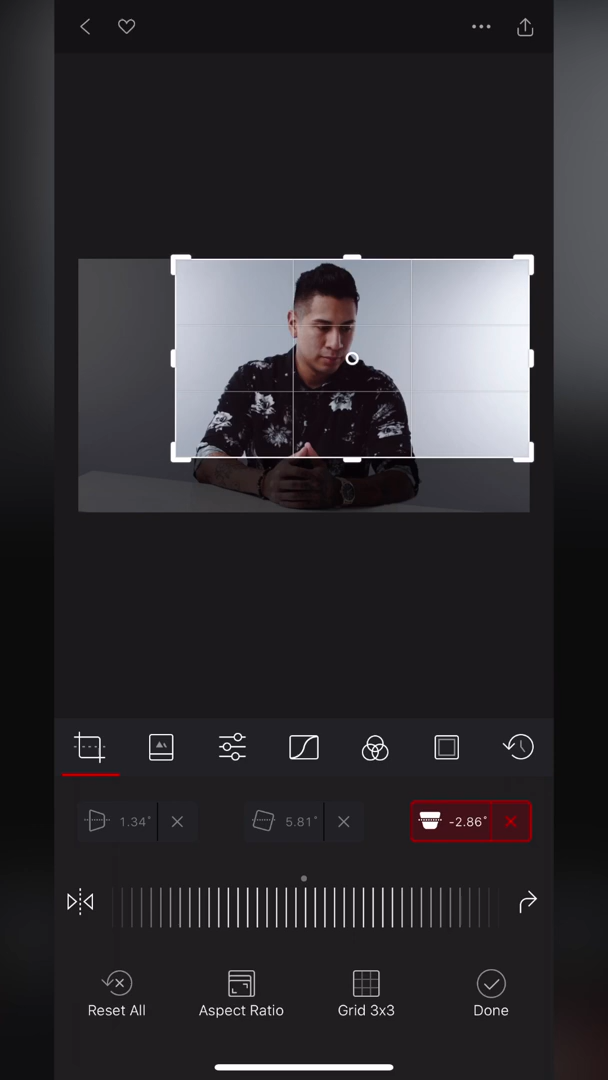 1.34°
5.81°
-2.86°
Reset All
Aspect Ratio
Grid 3x3
Done